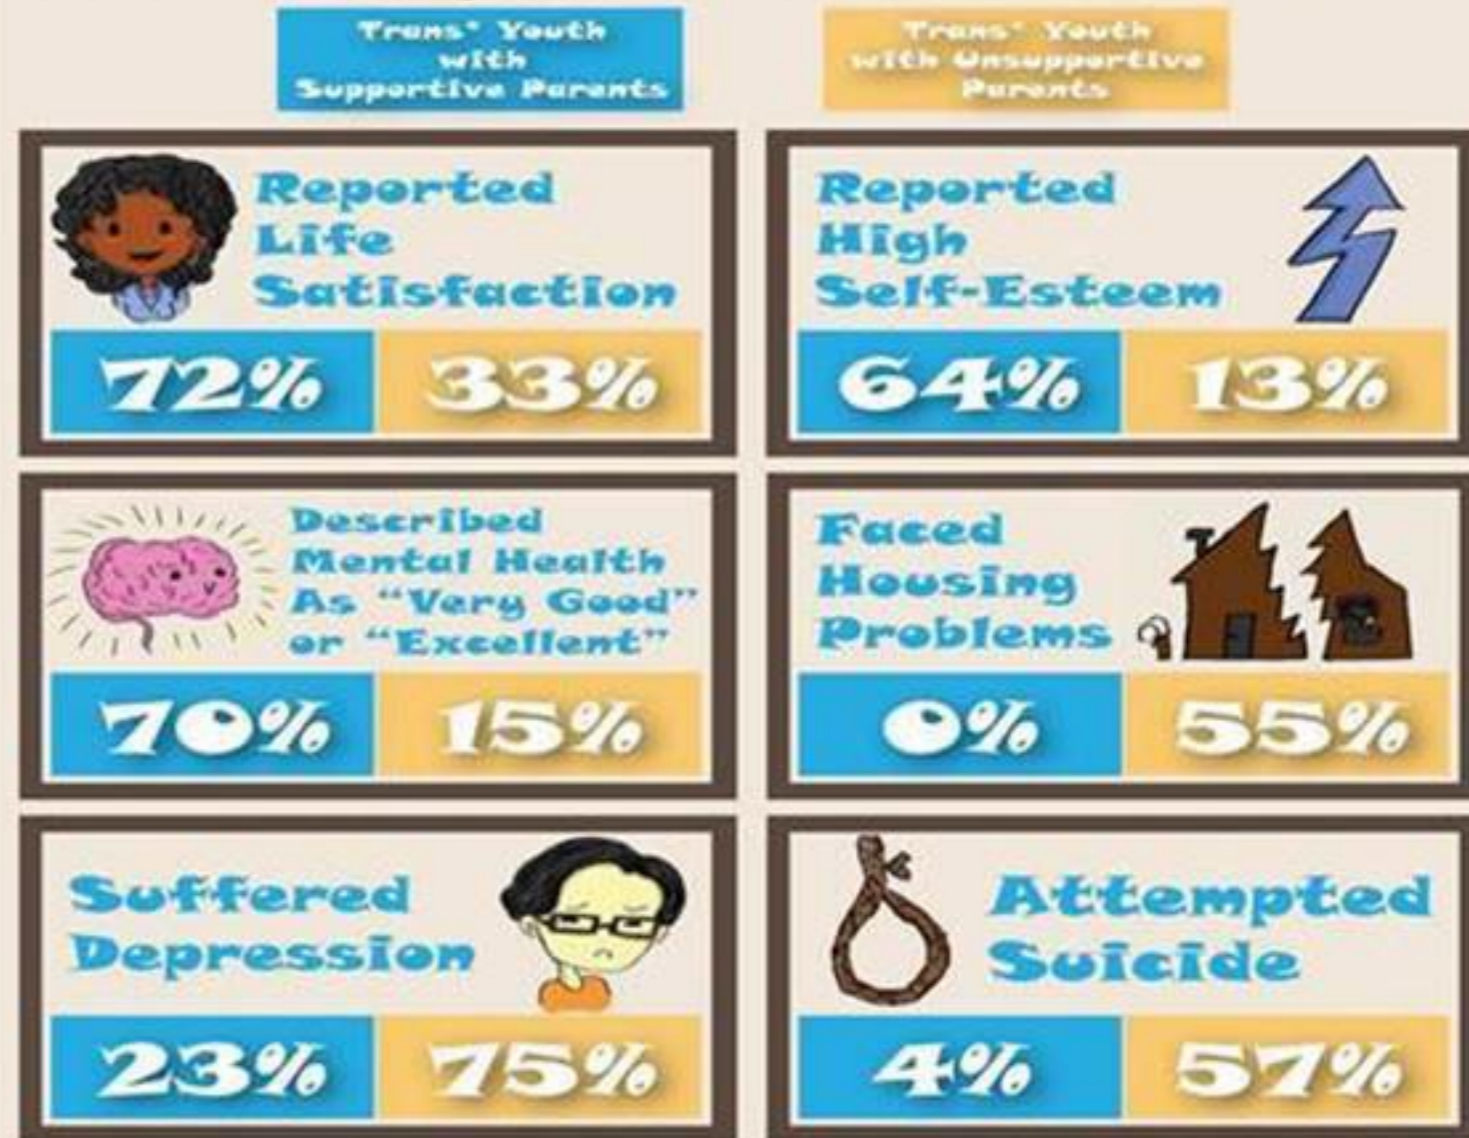 Trans* Youth
with
Supportive Parents
Trans* Youth
with Unsupportive
Parents
Reported
Life
Satisfaction
72% 33%
Reported
High
Self-Esteem
64% 13%
Described
Mental Health
As “Very Good”
or “Excellent”
70% 15%
Faced
Housing
Problems
0% 55%
Suffered
Depression
23% 75%
Attempted
Suicide
4% 57%